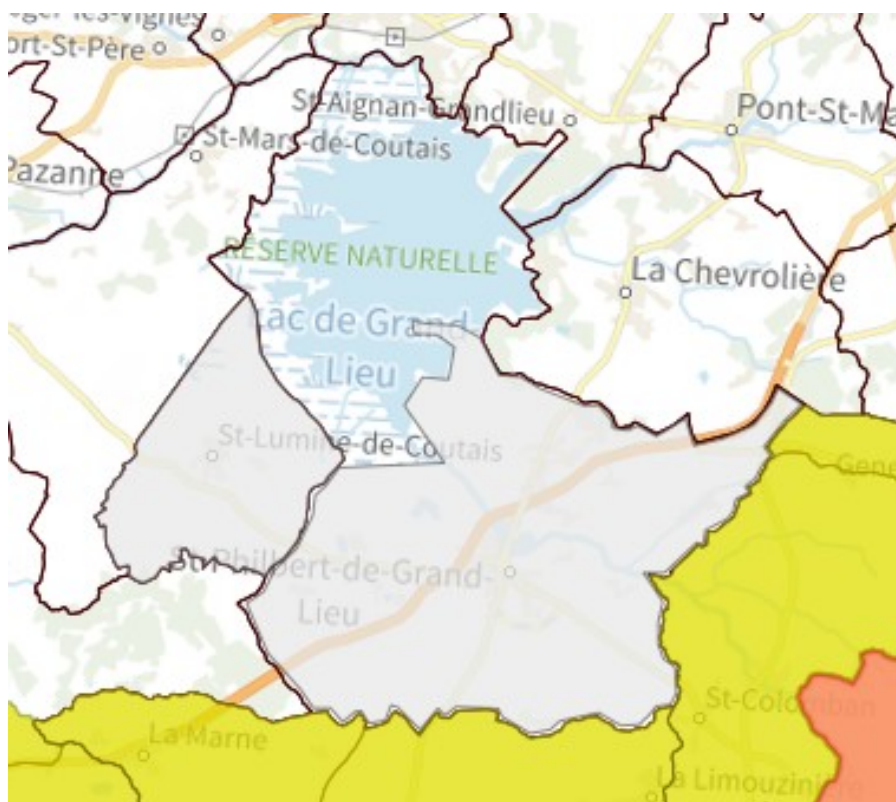 St-Aignan-Grandlieu
Pont-St-Ma
St-Mars-de-Coutais
Pazanne
ort-St-Père
RÉSERVE NATURELLE
La Chevrolière
Lac de Grand
Lieu
St-Lumine-de-Coutais
Gene
St-Philbert-de-Grand-
Lieu
St-Colomban
La Marne
La Limouzinière